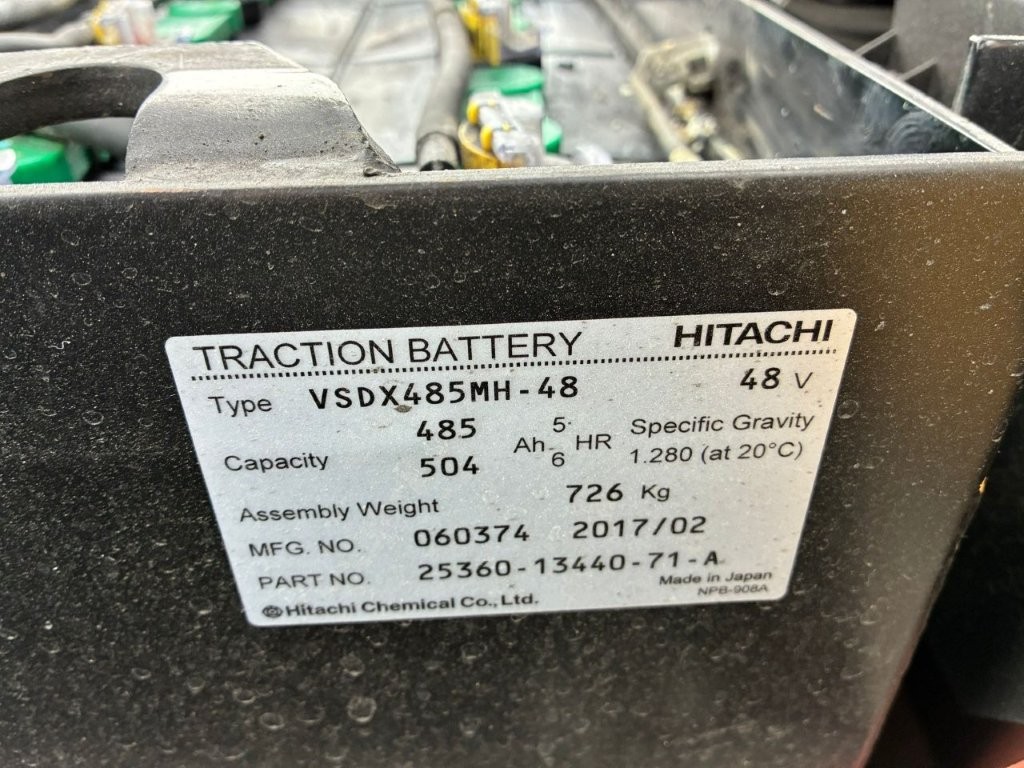 TRACTION BATTERY HITACHI
Type VSDX485MH-48 48 V
Capacity 485 Ah 5 HR Specific Gravity
504 6 1.280 (at 20°C)
Assembly Weight 726 Kg
MFG. NO. 060374 2017/02
PART NO. 25360-13440-71-A
Made in Japan
Hitachi Chemical Co., Ltd. NPB-908A